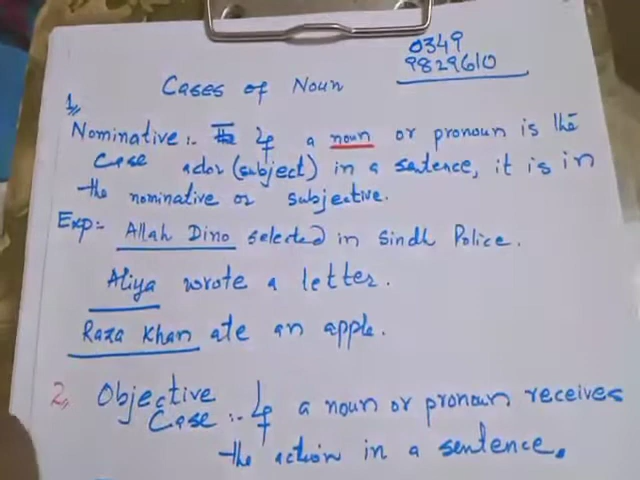 0349
9829610
Cases of Noun
1,,
Nominative:- If a noun or pronoun is the
Case actor (subject) in a sentence, it is in
the nominative or subjective.
Exp:- Allah Dino selected in Sindh Police.
Aliya wrote a letter.
Raza Khan ate an apple.
2,, Objective
Case :- If a noun or pronoun receives
the action in a sentence.